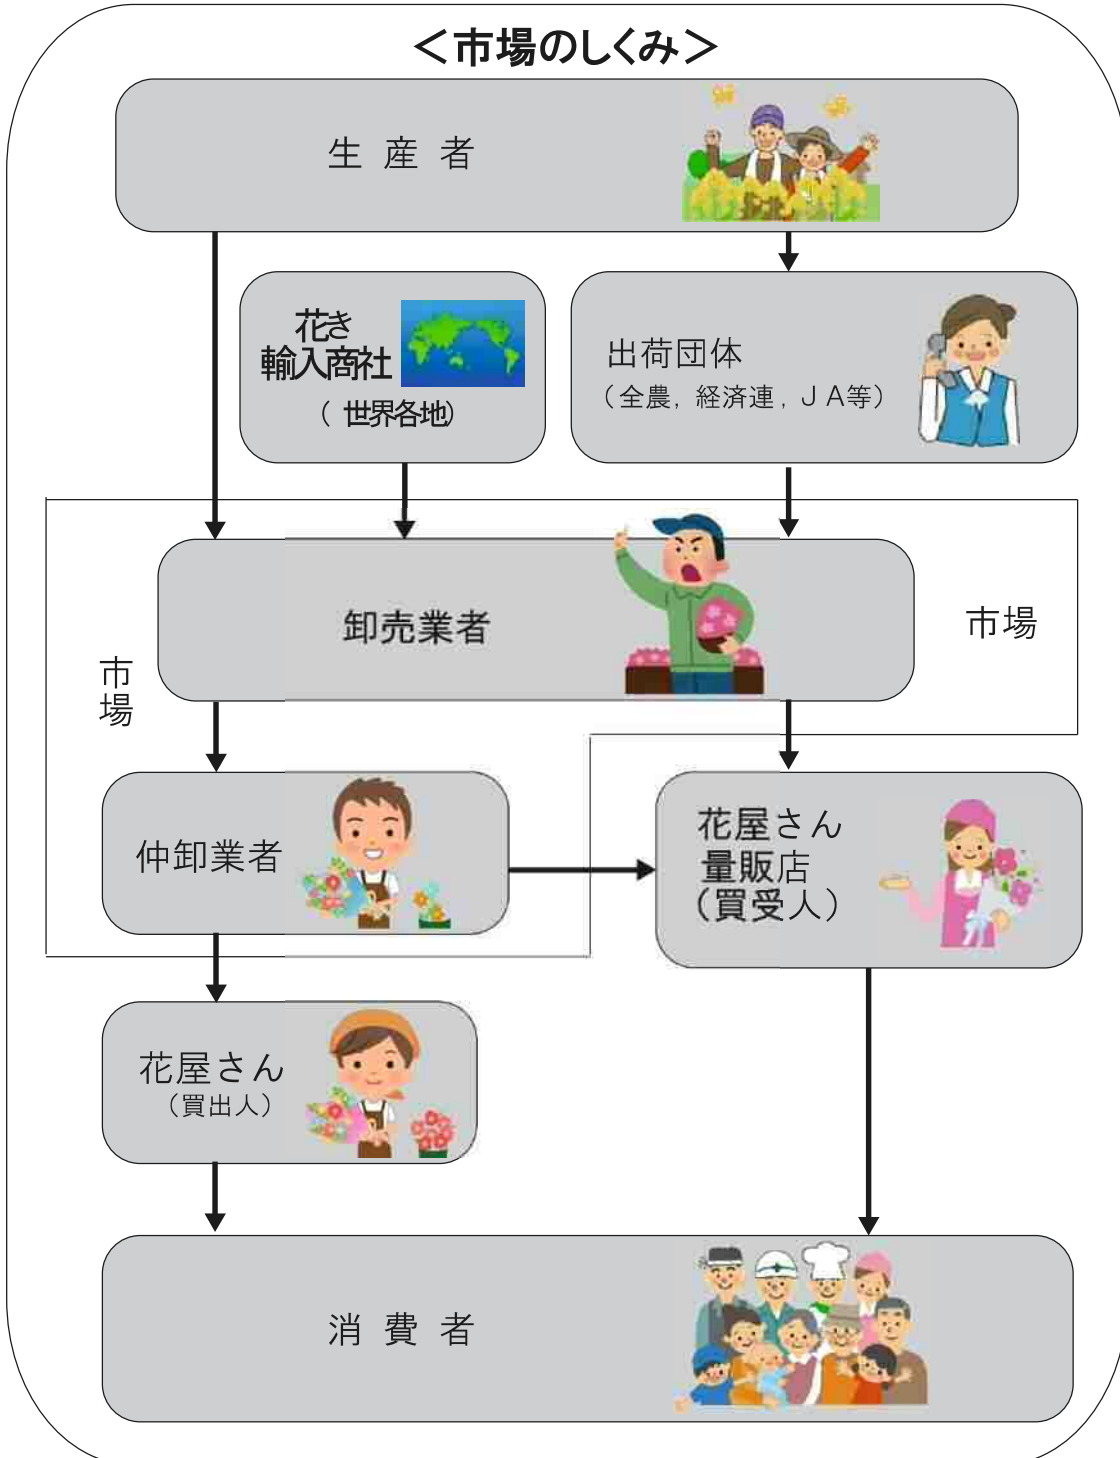 ＜市場のしくみ＞
生産者
花き
輸入商社
（世界各地）
出荷団体
（全農，経済連，ＪＡ等）
卸売業者
市場
市場
仲卸業者
花屋さん
量販店
（買受人）
花屋さん
（買出人）
消費者